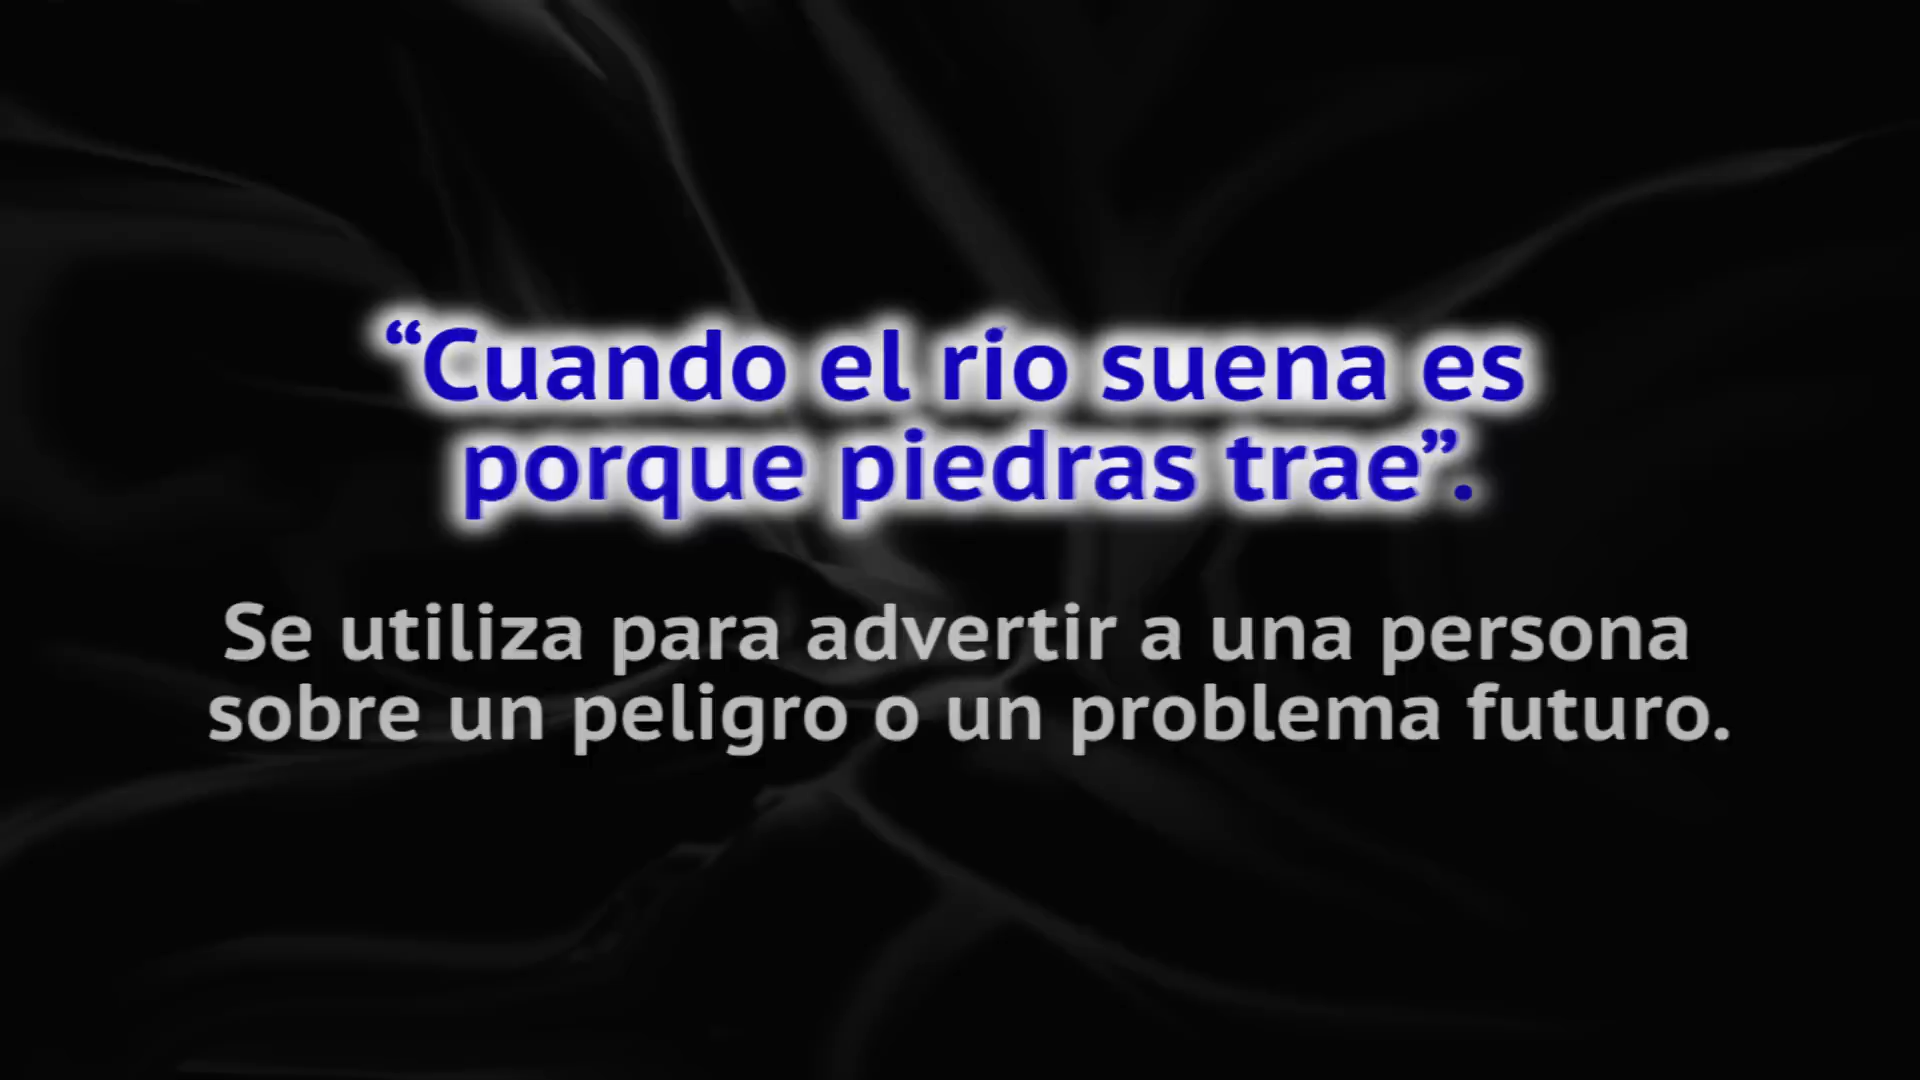 “Cuando el rio suena es
porque piedras trae”.
Se utiliza para advertir a una persona
sobre un peligro o un problema futuro.